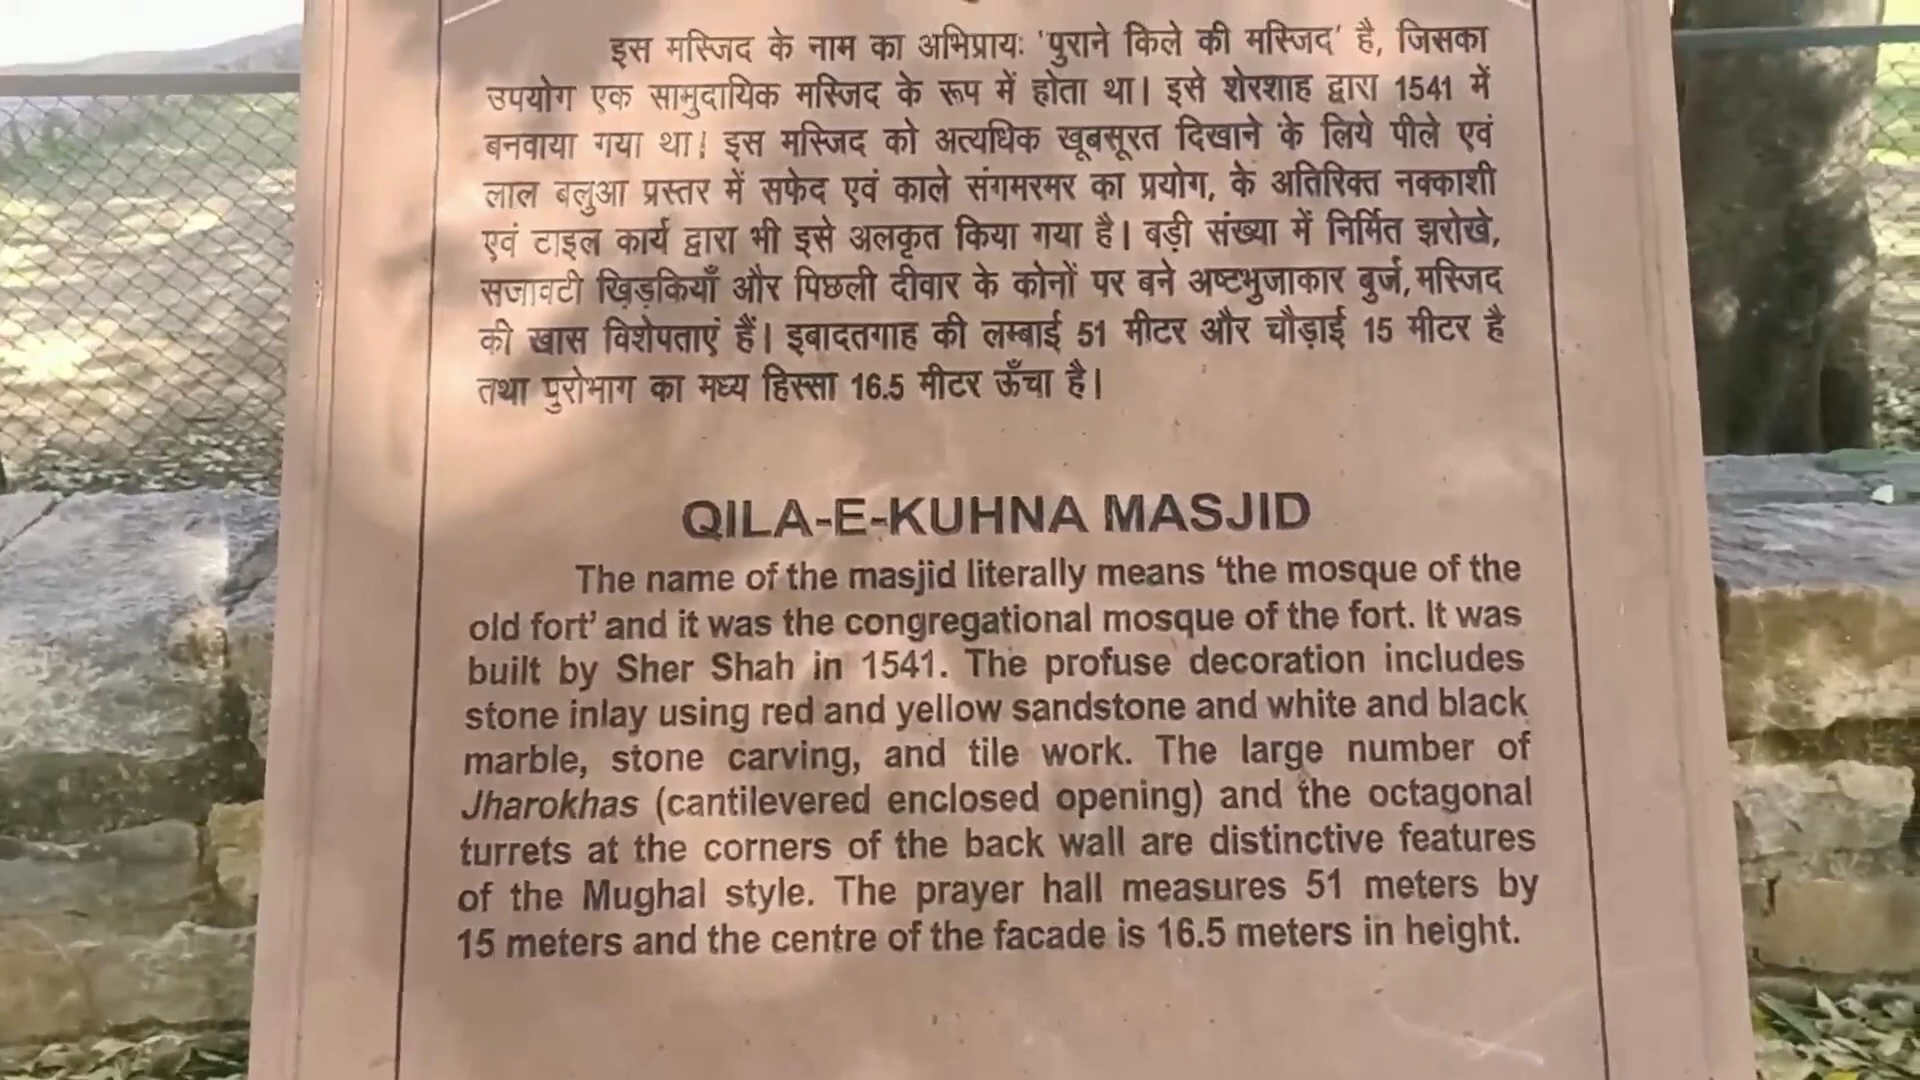 इस मस्जिद के नाम का अभिप्रायः 'पुराने किले की मस्जिद' है, जिसका
उपयोग एक सामुदायिक मस्जिद के रूप में होता था। इसे शेरशाह द्वारा 1541 में
बनवाया गया था। इस मस्जिद को अत्यधिक खूबसूरत दिखाने के लिये पीले एवं
लाल बलुआ प्रस्तर में सफेद एवं काले संगमरमर का प्रयोग, के अतिरिक्त नक्काशी
एवं टाइल कार्य द्वारा भी इसे अलकृत किया गया है। बड़ी संख्या में निर्मित झरोखे,
सजावटी खिड़कियाँ और पिछली दीवार के कोनों पर बने अष्टभुजाकार बुर्ज, मस्जिद
की खास विशेषताएं हैं। इबादतगाह की लम्बाई 51 मीटर और चौड़ाई 15 मीटर है
तथा पुरोभाग का मध्य हिस्सा 16.5 मीटर ऊँचा है।
QILA-E-KUHNA MASJID
The name of the masjid literally means ‘the mosque of the
old fort’ and it was the congregational mosque of the fort. It was
built by Sher Shah in 1541. The profuse decoration includes
stone inlay using red and yellow sandstone and white and black
marble, stone carving, and tile work. The large number of
Jharokhas (cantilevered enclosed opening) and the octagonal
turrets at the corners of the back wall are distinctive features
of the Mughal style. The prayer hall measures 51 meters by
15 meters and the centre of the facade is 16.5 meters in height.